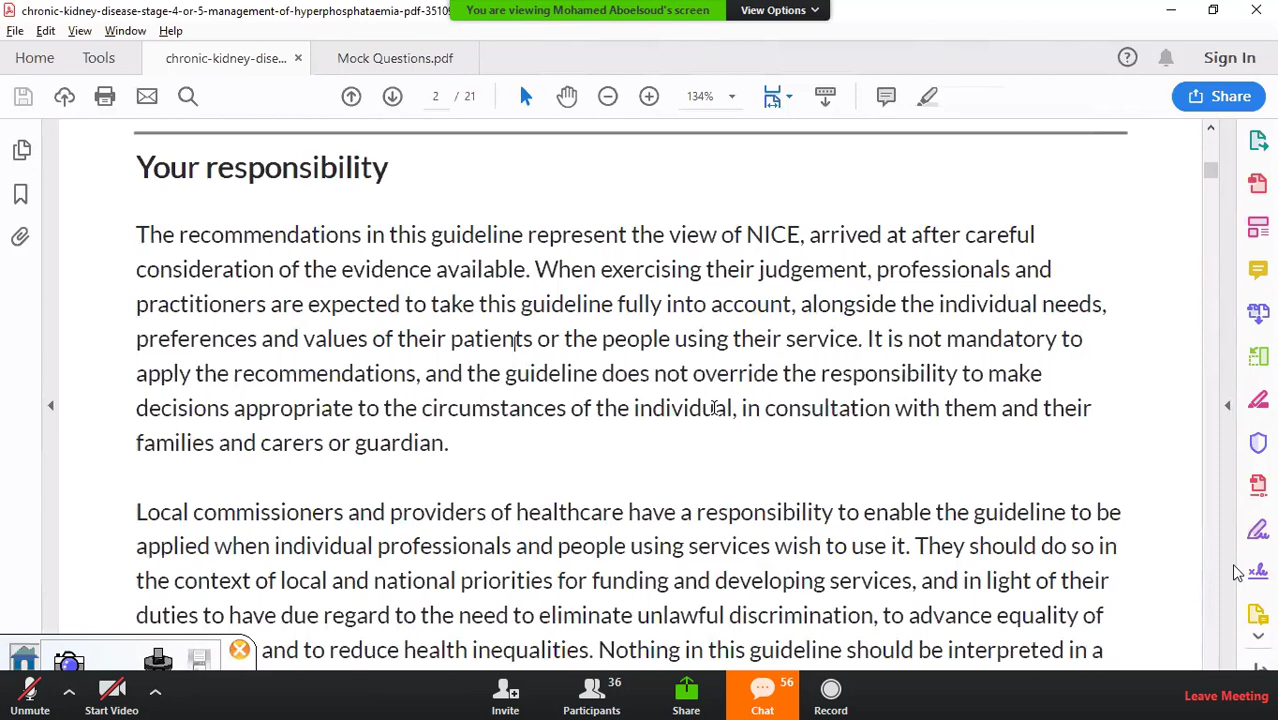 chronic-kidney-disease-stage-4-or-5-management-of-hyperphosphataemia-pdf-3510
You are viewing Mohamed Aboelsoud's screen
View Options
File Edit View Window Help
Home Tools chronic-kidney-dise... × Mock Questions.pdf Sign In
2 / 21 134% Share
Your responsibility
The recommendations in this guideline represent the view of NICE, arrived at after careful
consideration of the evidence available. When exercising their judgement, professionals and
practitioners are expected to take this guideline fully into account, alongside the individual needs,
preferences and values of their patients or the people using their service. It is not mandatory to
apply the recommendations, and the guideline does not override the responsibility to make
decisions appropriate to the circumstances of the individual, in consultation with them and their
families and carers or guardian.
Local commissioners and providers of healthcare have a responsibility to enable the guideline to be
applied when individual professionals and people using services wish to use it. They should do so in
the context of local and national priorities for funding and developing services, and in light of their
duties to have due regard to the need to eliminate unlawful discrimination, to advance equality of
and to reduce health inequalities. Nothing in this guideline should be interpreted in a
36 56
Unmute Start Video Invite Participants Share Chat Record Leave Meeting